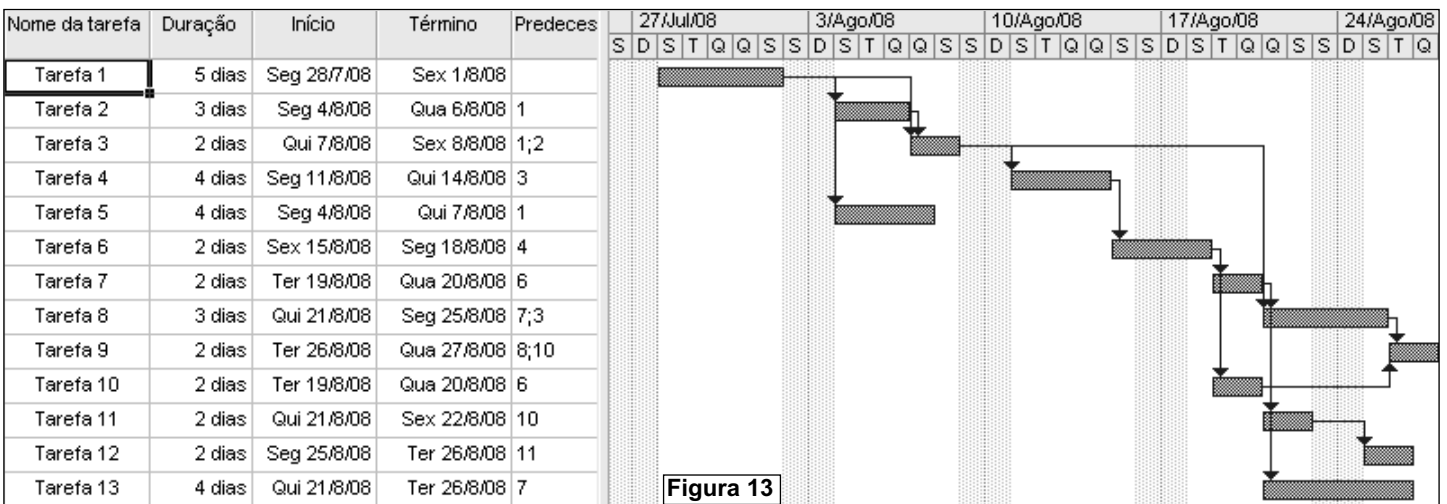 Nome da tarefa Duração Início Término Predeces 27/Jul/08 3/Ago/08 10/Ago/08 17/Ago/08 24/Ago/08
S D S T Q Q S S D S T Q Q S S D S T Q Q S S D S T Q Q S S D S T Q
Tarefa 1 5 dias Seg 28/7/08 Sex 1/8/08
Tarefa 2 3 dias Seg 4/8/08 Qua 6/8/08 1
Tarefa 3 2 dias Qui 7/8/08 Sex 8/8/08 1;2
Tarefa 4 4 dias Seg 11/8/08 Qui 14/8/08 3
Tarefa 5 4 dias Seg 4/8/08 Qui 7/8/08 1
Tarefa 6 2 dias Sex 15/8/08 Seg 18/8/08 4
Tarefa 7 2 dias Ter 19/8/08 Qua 20/8/08 6
Tarefa 8 3 dias Qui 21/8/08 Seg 25/8/08 7;3
Tarefa 9 2 dias Ter 26/8/08 Qua 27/8/08 8;10
Tarefa 10 2 dias Ter 19/8/08 Qua 20/8/08 6
Tarefa 11 2 dias Qui 21/8/08 Sex 22/8/08 10
Tarefa 12 2 dias Seg 25/8/08 Ter 26/8/08 11
Tarefa 13 4 dias Qui 21/8/08 Ter 26/8/08 7
Figura 13